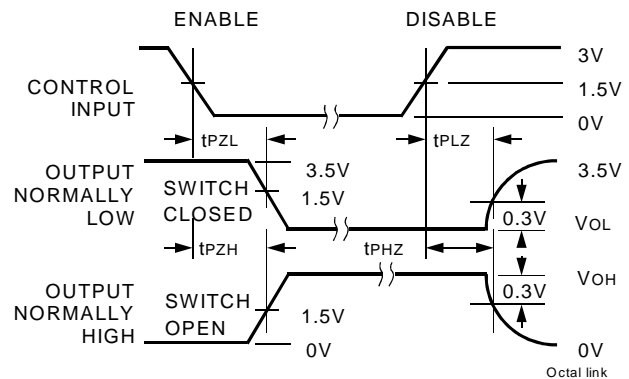 ENABLE DISABLE
3V
CONTROL
INPUT
1.5V
0V
tPZL tPLZ
OUTPUT
NORMALLY
LOW
SWITCH
CLOSED
3.5V
1.5V
3.5V
0.3V
VOL
tPZH tPHZ
OUTPUT
NORMALLY
HIGH
SWITCH
OPEN
1.5V
0V
VOH
0.3V
0V
Octal link